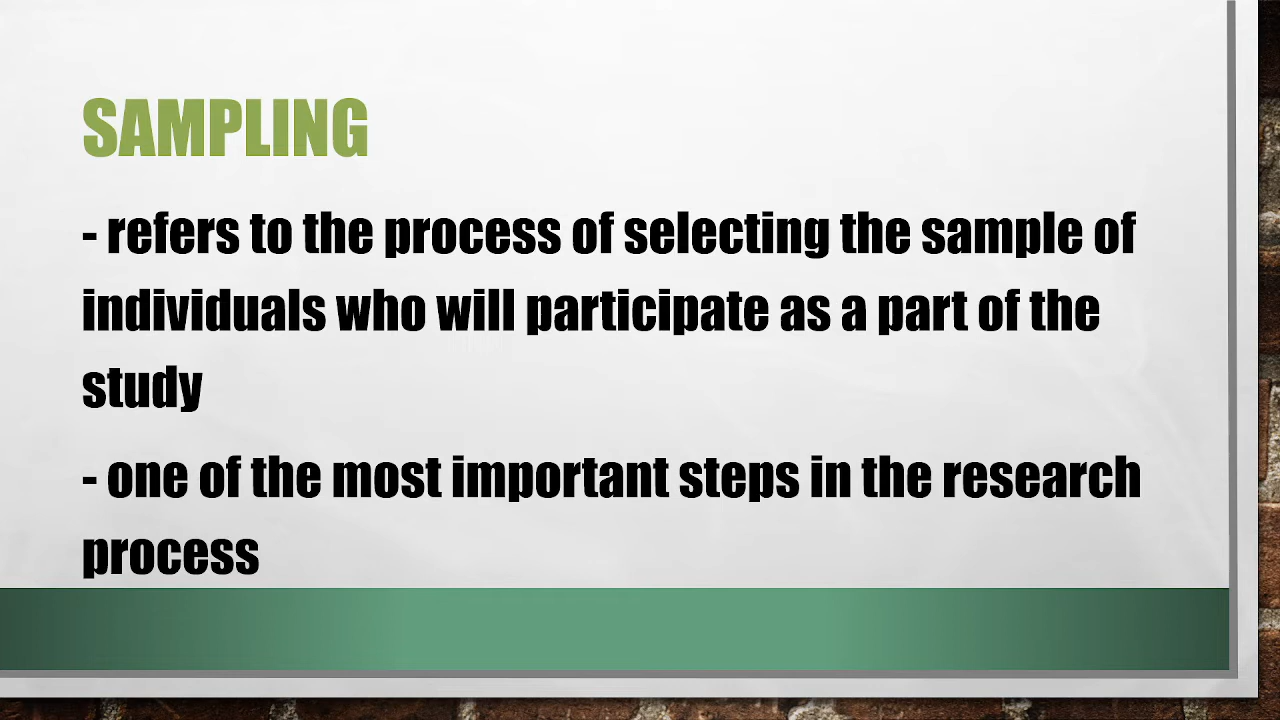 SAMPLING
- refers to the process of selecting the sample of
individuals who will participate as a part of the
study
- one of the most important steps in the research
process